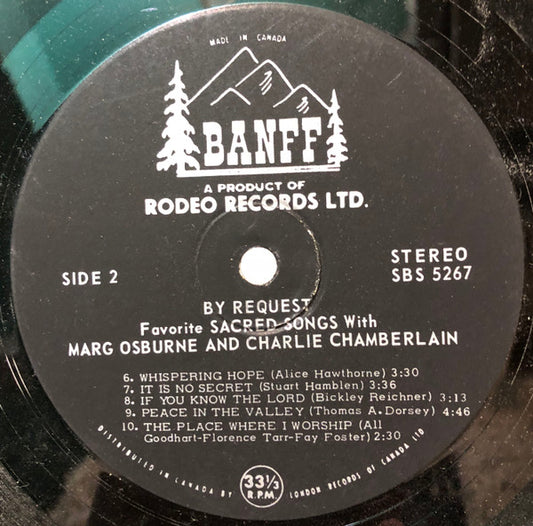 MADE IN CANADA
BANFF
A PRODUCT OF
RODEO RECORDS LTD.
SIDE 2
STEREO
SBS 5267
BY REQUEST
Favorite SACRED SONGS With
MARG OSBURNE AND CHARLIE CHAMBERLAIN
6. WHISPERING HOPE (Alice Hawthorne) 3:30
7. IT IS NO SECRET (Stuart Hamblen) 3:36
8. IF YOU KNOW THE LORD (Bickley Reichner) 3:13
9. PEACE IN THE VALLEY (Thomas A. Dorsey) 4:46
10. THE PLACE WHERE I WORSHIP (All
Goodhart-Florence Tarr-Fay Foster) 2:30
DISTRIBUTED IN CANADA BY LONDON RECORDS OF CANADA LTD
33 1/3
R.P.M.